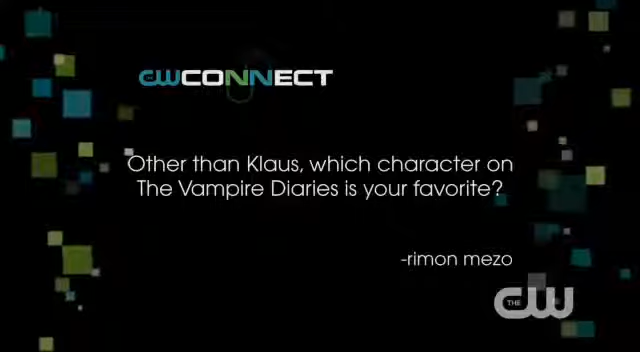 CWCONNECT
Other than Klaus, which character on
The Vampire Diaries is your favorite?
-rimon mezo
THE CW